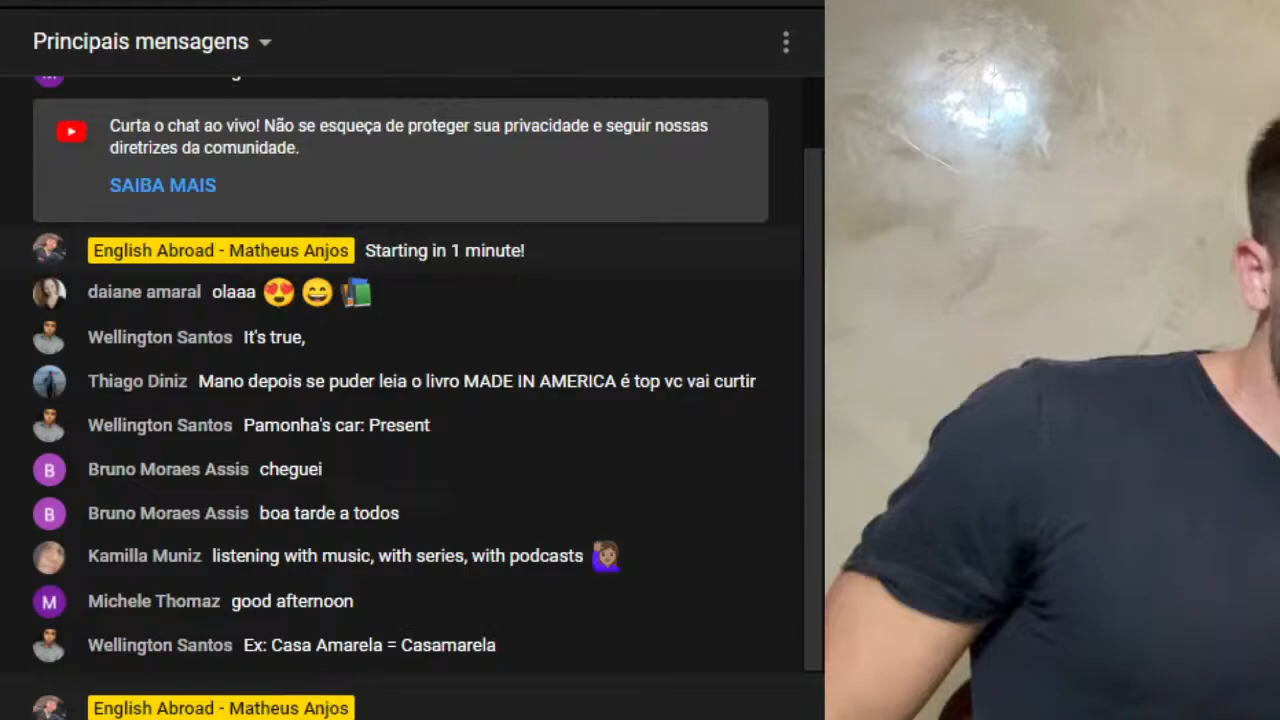 Principais mensagens
Curta o chat ao vivo! Não se esqueça de proteger sua privacidade e seguir nossas
diretrizes da comunidade.
SAIBA MAIS
English Abroad - Matheus Anjos Starting in 1 minute!
daiane amaral olaaa
Wellington Santos It's true,
Thiago Diniz Mano depois se puder leia o livro MADE IN AMERICA é top vc vai curtir
Wellington Santos Pamonha's car: Present
B Bruno Moraes Assis cheguei
B Bruno Moraes Assis boa tarde a todos
Kamilla Muniz listening with music, with series, with podcasts
M Michele Thomaz good afternoon
Wellington Santos Ex: Casa Amarela = Casamarela
English Abroad - Matheus Anjos